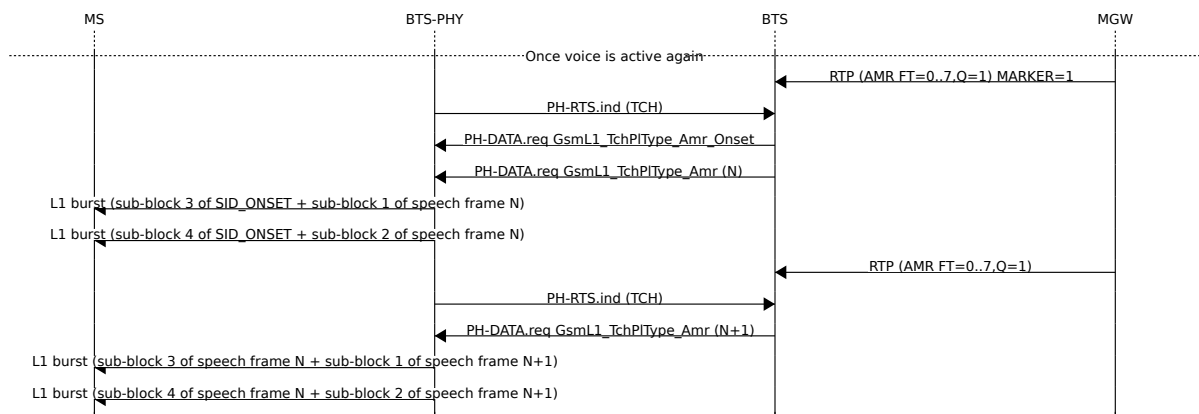 MS BTS-PHY BTS MGW
Once voice is active again
RTP (AMR FT=0..7,Q=1) MARKER=1
PH-RTS.ind (TCH)
PH-DATA.req GsmL1_TchPlType_Amr_Onset
PH-DATA.req GsmL1_TchPlType_Amr (N)
L1 burst (sub-block 3 of SID_ONSET + sub-block 1 of speech frame N)
L1 burst (sub-block 4 of SID_ONSET + sub-block 2 of speech frame N)
RTP (AMR FT=0..7,Q=1)
PH-RTS.ind (TCH)
PH-DATA.req GsmL1_TchPlType_Amr (N+1)
L1 burst (sub-block 3 of speech frame N + sub-block 1 of speech frame N+1)
L1 burst (sub-block 4 of speech frame N + sub-block 2 of speech frame N+1)